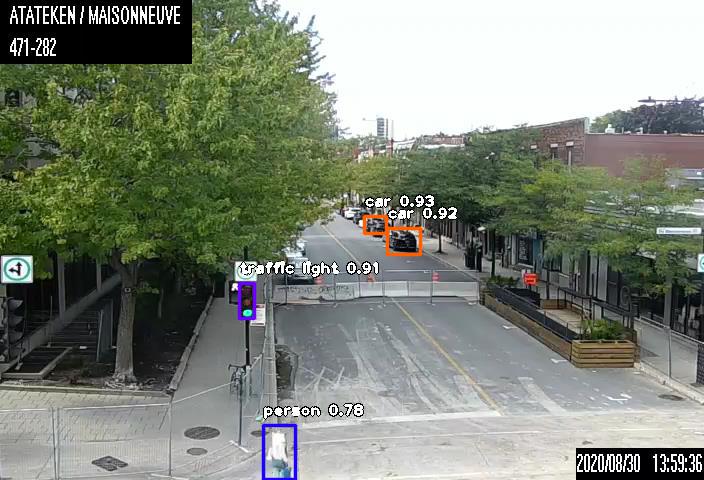 ATATEKEN / MAISONNEUVE
471-282
car 0.93
car 0.92
traffic light 0.91
person 0.78
2020/08/30 13:59:36